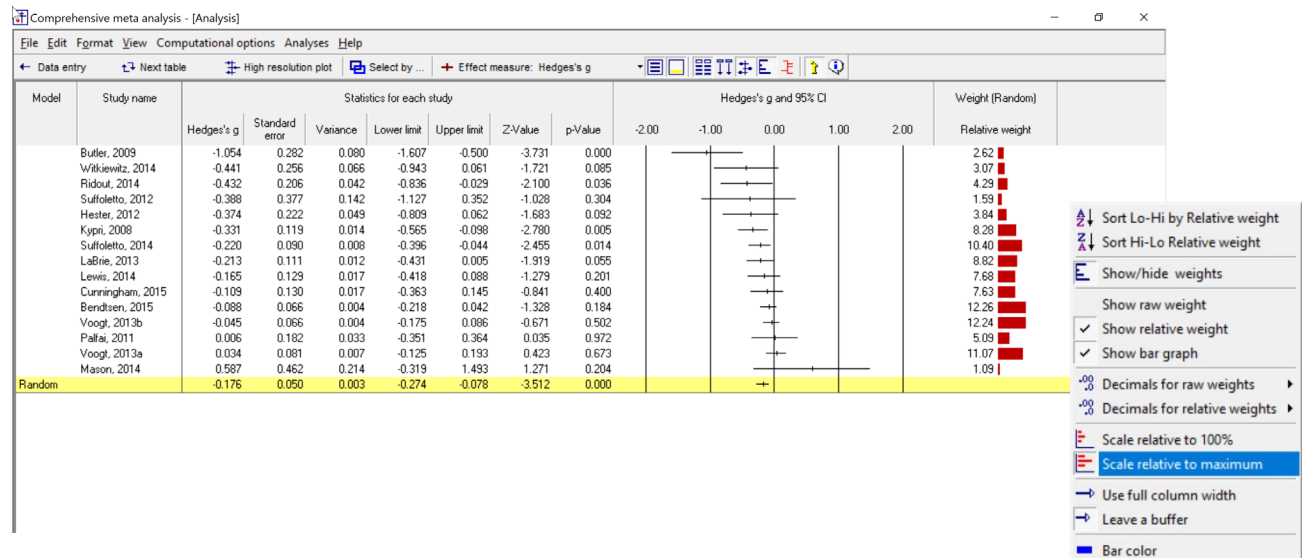 Comprehensive meta analysis - [Analysis]
File Edit Format View Computational options Analyses Help
Data entry Next table High resolution plot Select by ... Effect measure: Hedges's g
Model Study name Statistics for each study Hedges's g and 95% CI Weight (Random)
Hedges's g Standard error Variance Lower limit Upper limit Z-Value p-Value -2.00 -1.00 0.00 1.00 2.00 Relative weight
Butler, 2009 -1.054 0.282 0.080 -1.607 -0.500 -3.731 0.000 2.62
Witkiewitz, 2014 -0.441 0.256 0.066 -0.943 0.061 -1.721 0.085 3.07
Ridout, 2014 -0.432 0.206 0.042 -0.836 -0.029 -2.100 0.036 4.29
Suffoletto, 2012 -0.388 0.377 0.142 -1.127 0.352 -1.028 0.304 1.59
Hester, 2012 -0.374 0.222 0.049 -0.809 0.062 -1.683 0.092 3.84
Kypri, 2008 -0.331 0.119 0.014 -0.565 -0.098 -2.780 0.005 8.28
Suffoletto, 2014 -0.220 0.090 0.008 -0.396 -0.044 -2.455 0.014 10.40
LaBrie, 2013 -0.213 0.111 0.012 -0.431 0.005 -1.919 0.055 8.82
Lewis, 2014 -0.165 0.129 0.017 -0.418 0.088 -1.279 0.201 7.68
Cunningham, 2015 -0.109 0.130 0.017 -0.363 0.145 -0.841 0.400 7.63
Bendtsen, 2015 -0.088 0.066 0.004 -0.218 0.042 -1.328 0.184 12.26
Voogt, 2013b -0.045 0.066 0.004 -0.175 0.086 -0.671 0.502 12.24
Palfai, 2011 0.006 0.182 0.033 -0.351 0.364 0.035 0.972 5.09
Voogt, 2013a 0.034 0.081 0.007 -0.125 0.193 0.423 0.673 11.07
Mason, 2014 0.587 0.462 0.214 -0.319 1.493 1.271 0.204 1.09
Random -0.176 0.050 0.003 -0.274 -0.078 -3.512 0.000
Sort Lo-Hi by Relative weight
Sort Hi-Lo Relative weight
Show/hide weights
Show raw weight
Show relative weight
Show bar graph
Decimals for raw weights
Decimals for relative weights
Scale relative to 100%
Scale relative to maximum
Use full column width
Leave a buffer
Bar color